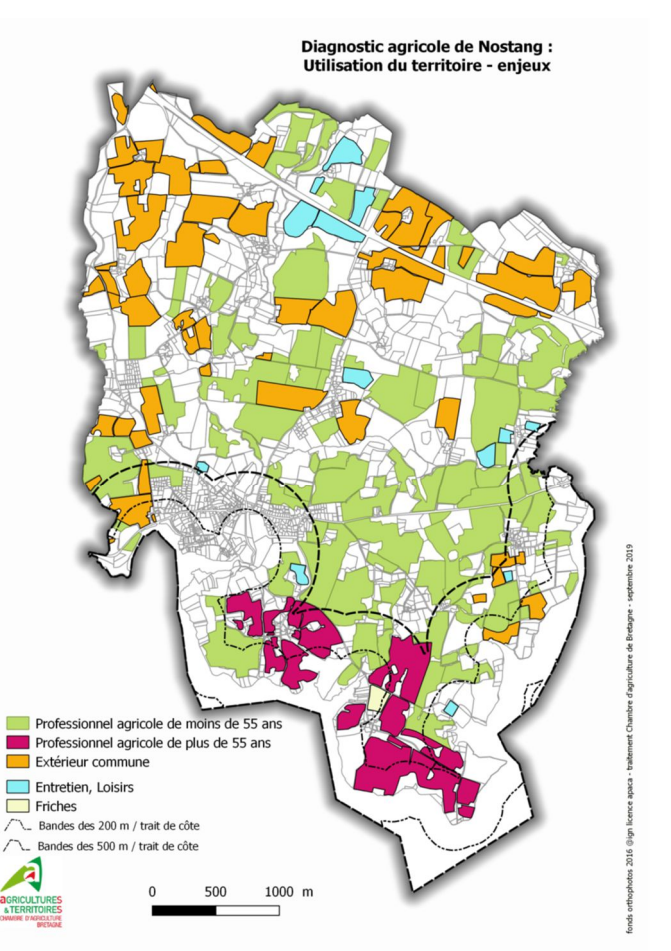 Diagnostic agricole de Nostang :
Utilisation du territoire - enjeux
Professionnel agricole de moins de 55 ans
Professionnel agricole de plus de 55 ans
Extérieur commune
Entretien, Loisirs
Friches
Bandes des 200 m / trait de côte
Bandes des 500 m / trait de côte
aGRICULTURES
& TERRITOIRES
CHAMBRE D'AGRICULTURE
BRETAGNE
0 500 1000 m
fonds orthophotos 2016 @ign licence apaca - traitement Chambre d'agriculture de Bretagne - septembre 2019